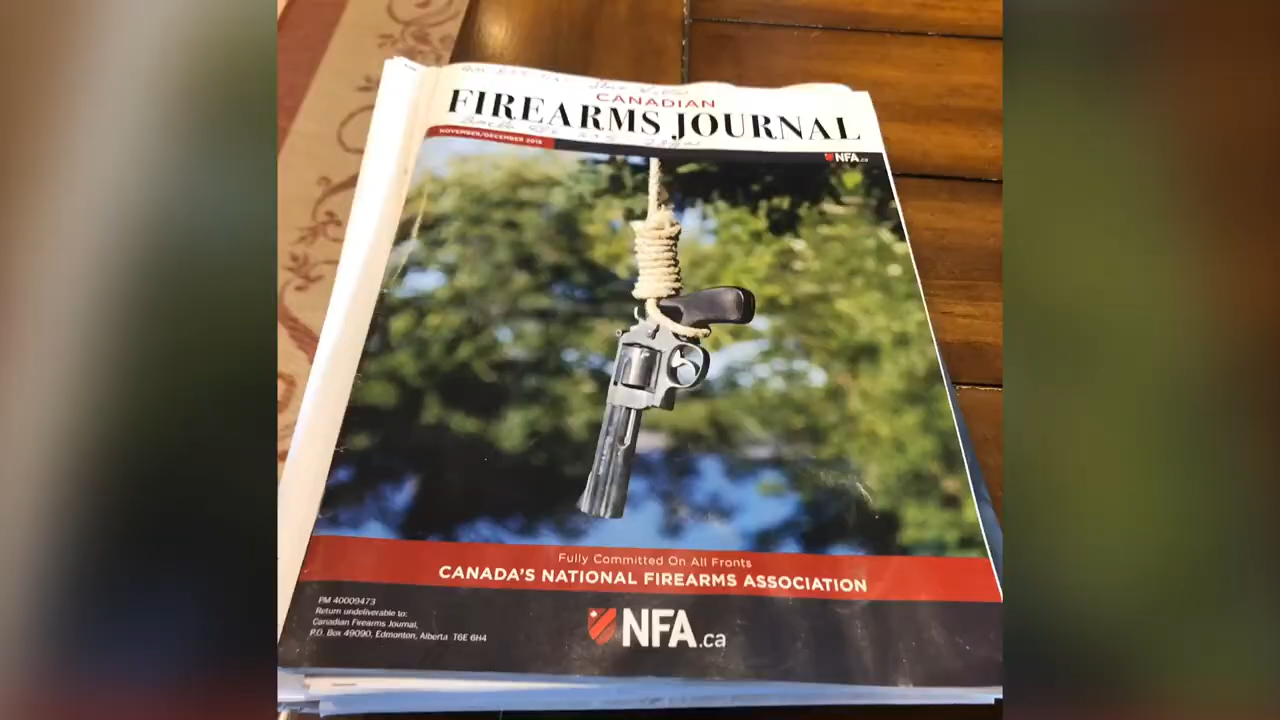 CANADIAN
FIREARMS JOURNAL
NOVEMBER/DECEMBER 2018
NFA.ca
Fully Committed On All Fronts
CANADA'S NATIONAL FIREARMS ASSOCIATION
NFA.ca
PM 40009473
Return undeliverable to:
Canadian Firearms Journal,
P.O. Box 49090, Edmonton, Alberta T6E 6H4